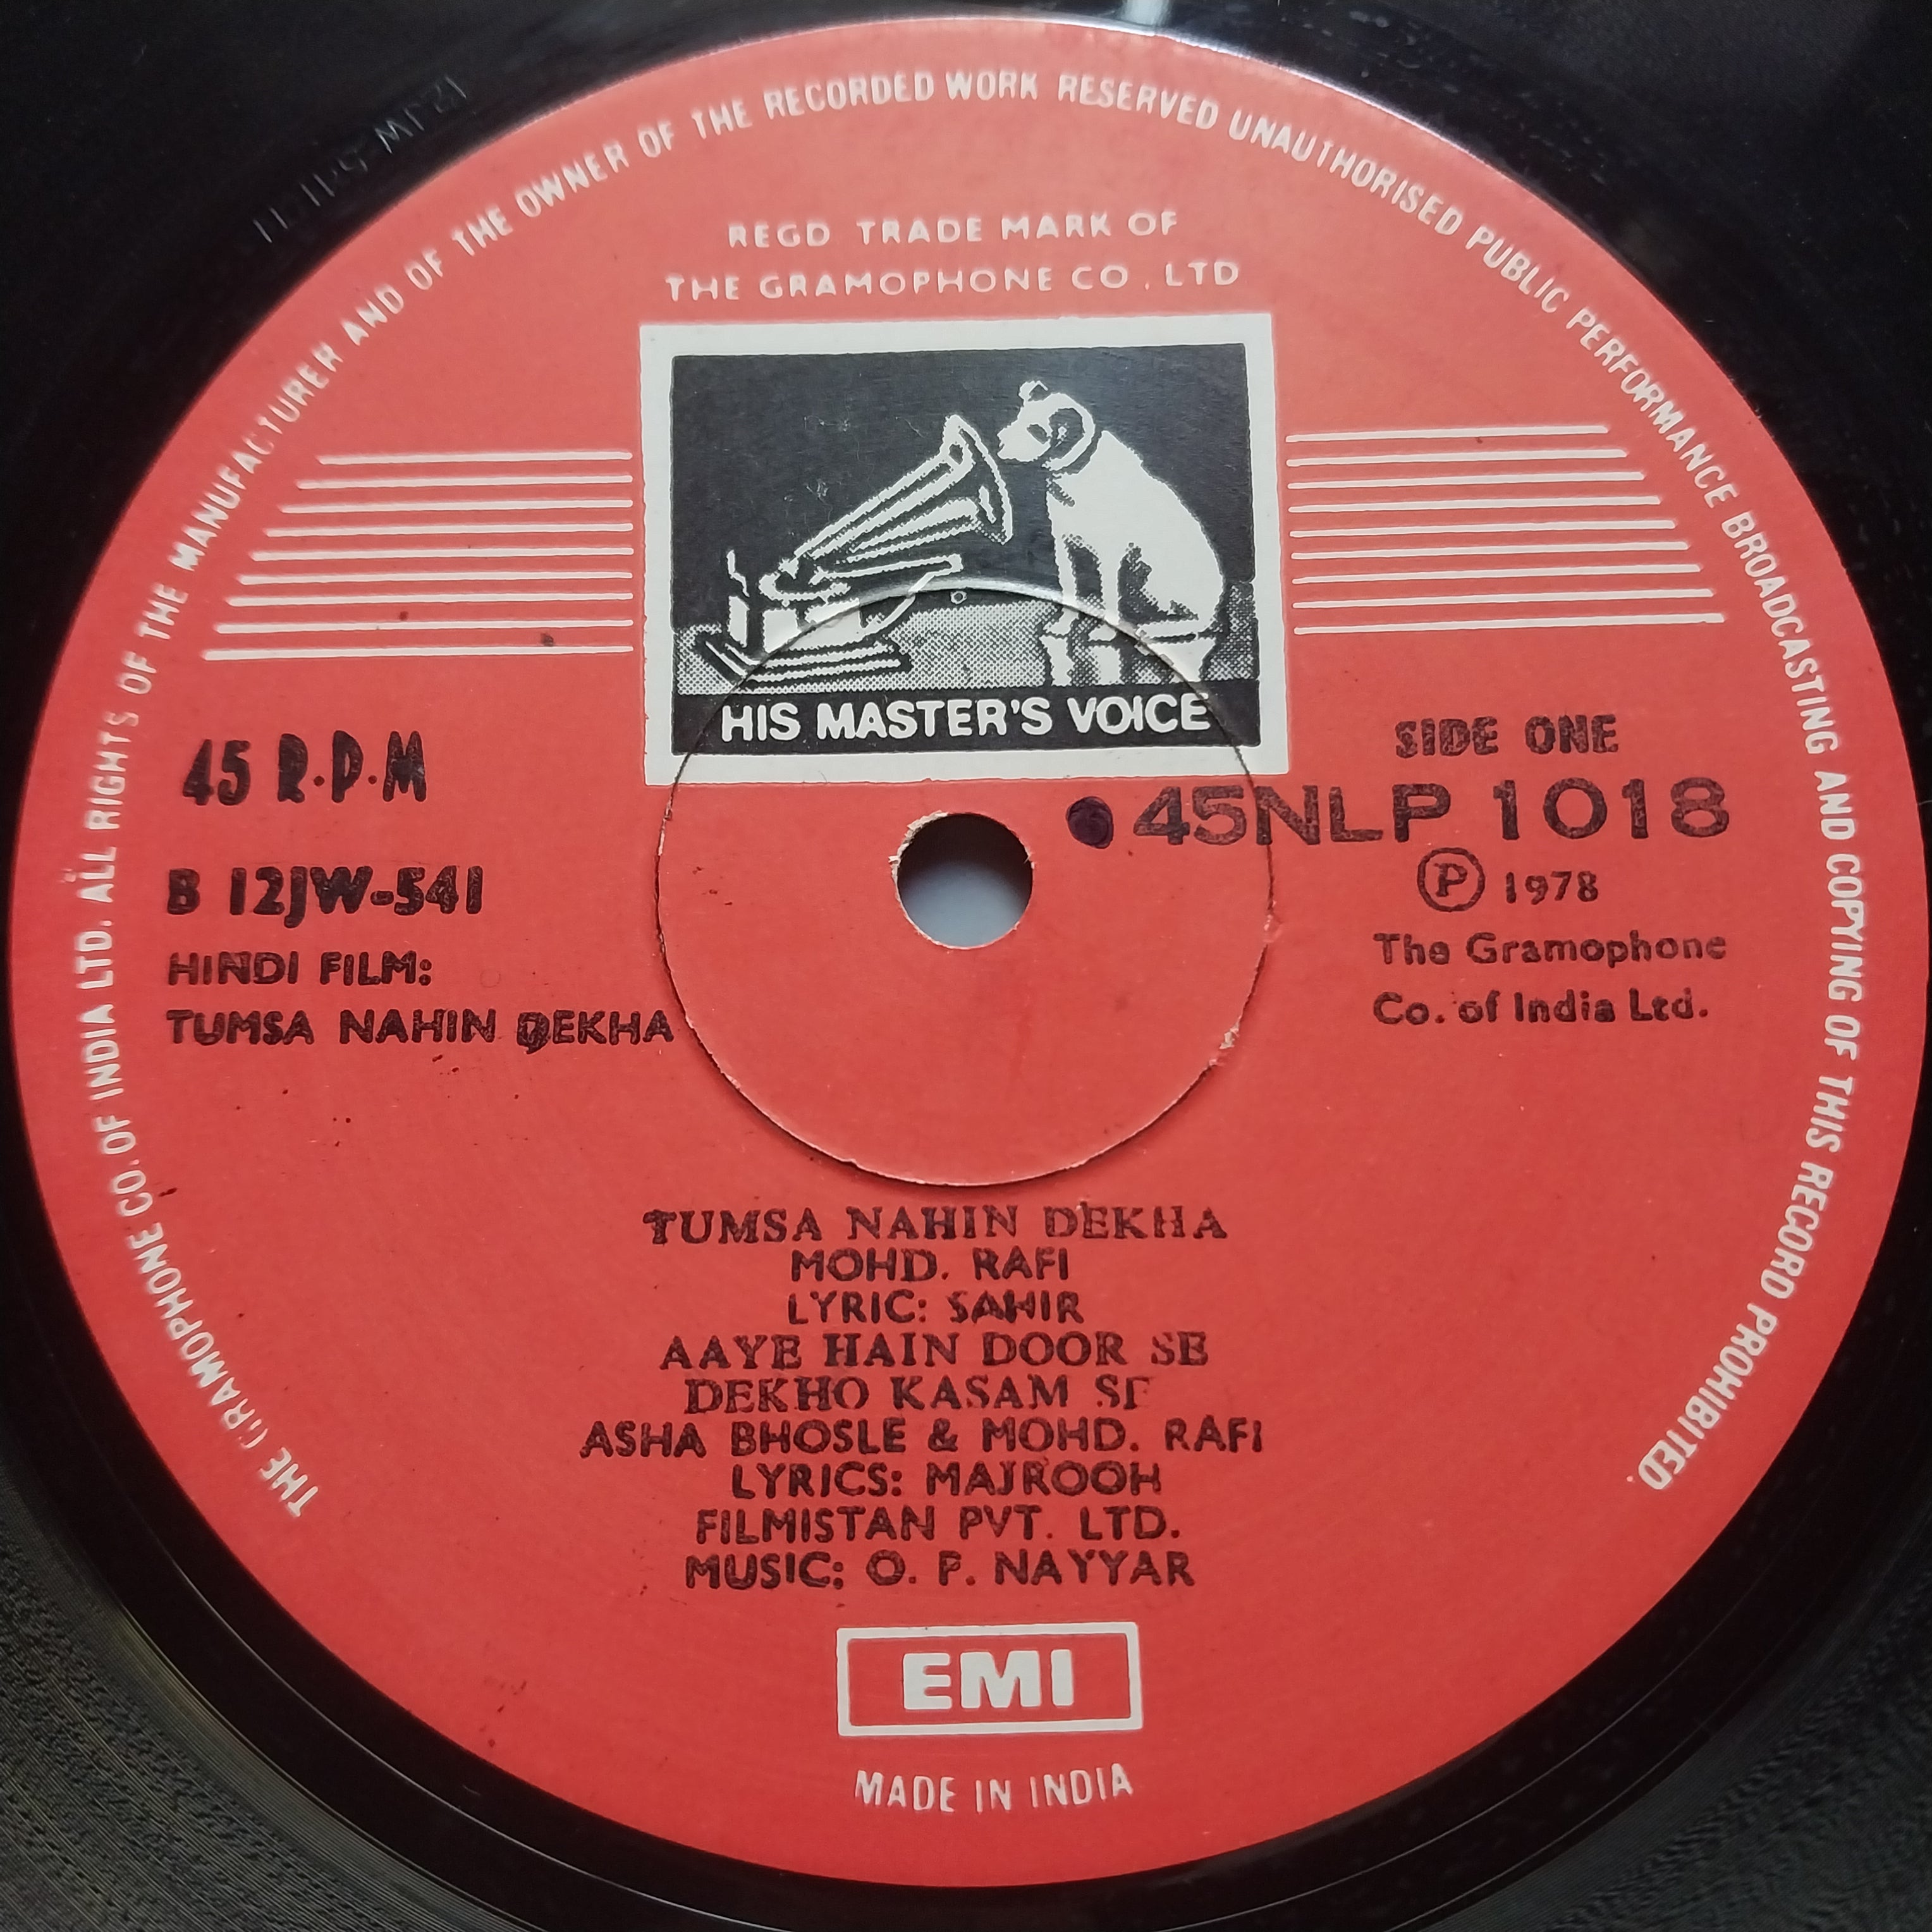 THE GRAMOPHONE CO. OF INDIA LTD. ALL RIGHTS OF THE MANUFACTURER AND OF THE OWNER OF THE RECORDED WORK RESERVED UNAUTHORISED PUBLIC PERFORMANCE BROADCASTING AND COPYING OF THIS RECORD PROHIBITED.
REGD TRADE MARK OF
THE GRAMOPHONE CO. LTD
HIS MASTER'S VOICE
45 R.P.M
B 12JW-541
HINDI FILM:
TUMSA NAHIN DEKHA
SIDE ONE
45NLP 1018
Ⓟ 1978
The Gramophone
Co. of India Ltd.
TUMSA NAHIN DEKHA
MOHD. RAFI
LYRIC: SAHIR
AAYE HAIN DOOR SE
DEKHO KASAM SE
ASHA BHOSLE & MOHD. RAFI
LYRICS: MAJROOH
FILMISTAN PVT. LTD.
MUSIC: O. P. NAYYAR
EMI
MADE IN INDIA